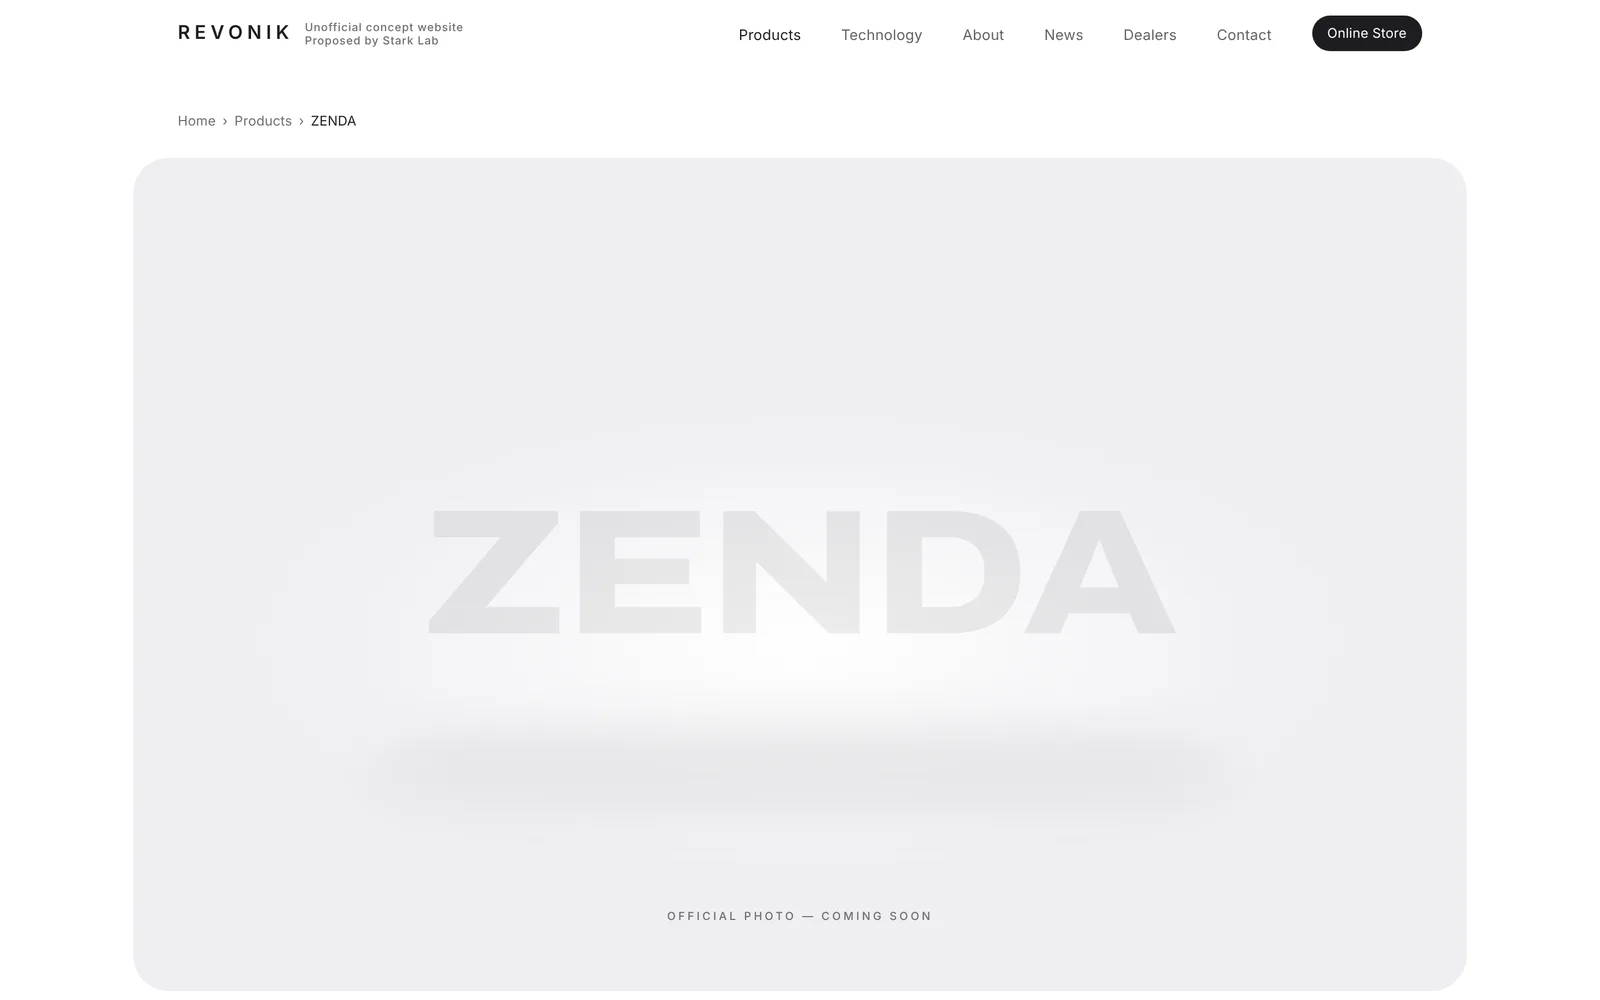 REVONIK
Unofficial concept website
Proposed by Stark Lab
Products
Technology
About
News
Dealers
Contact
Online Store
Home › Products › ZENDA
ZENDA
OFFICIAL PHOTO — COMING SOON